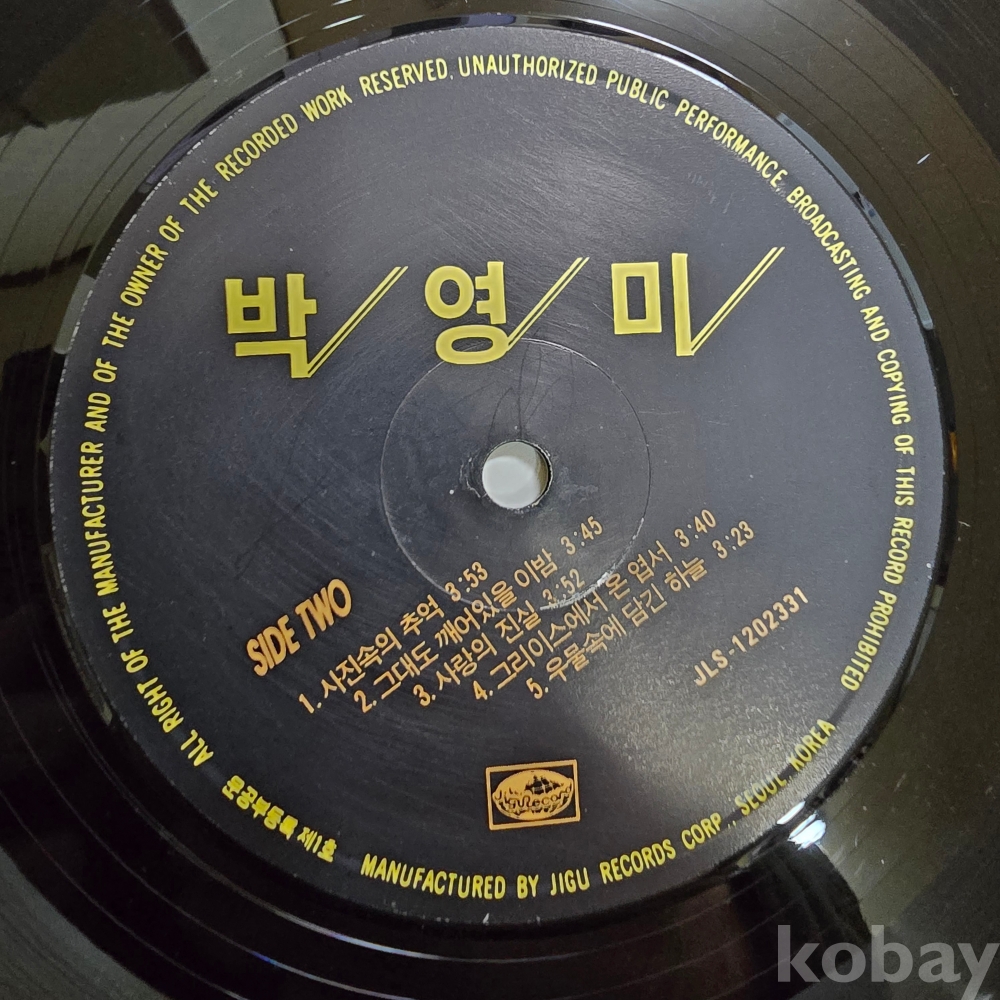 ALL RIGHT OF THE MANUFACTURER AND OF THE OWNER OF THE RECORDED WORK RESERVED, UNAUTHORIZED PUBLIC PERFORMANCE, BROADCASTING AND COPYING OF THIS RECORD PROHIBITED
박영미
SIDE TWO
1. 사진속의 추억 3:53
2. 그대도 깨어있을 이밤 3:45
3. 사랑의 진실 3:52
4. 그리이스에서 온 엽서 3:40
5. 우물속에 담긴 하늘 3:23
JLS-1202331
JiguRecord
문공부등록 제1호
MANUFACTURED BY JIGU RECORDS CORP., SEOUL, KOREA
kobay